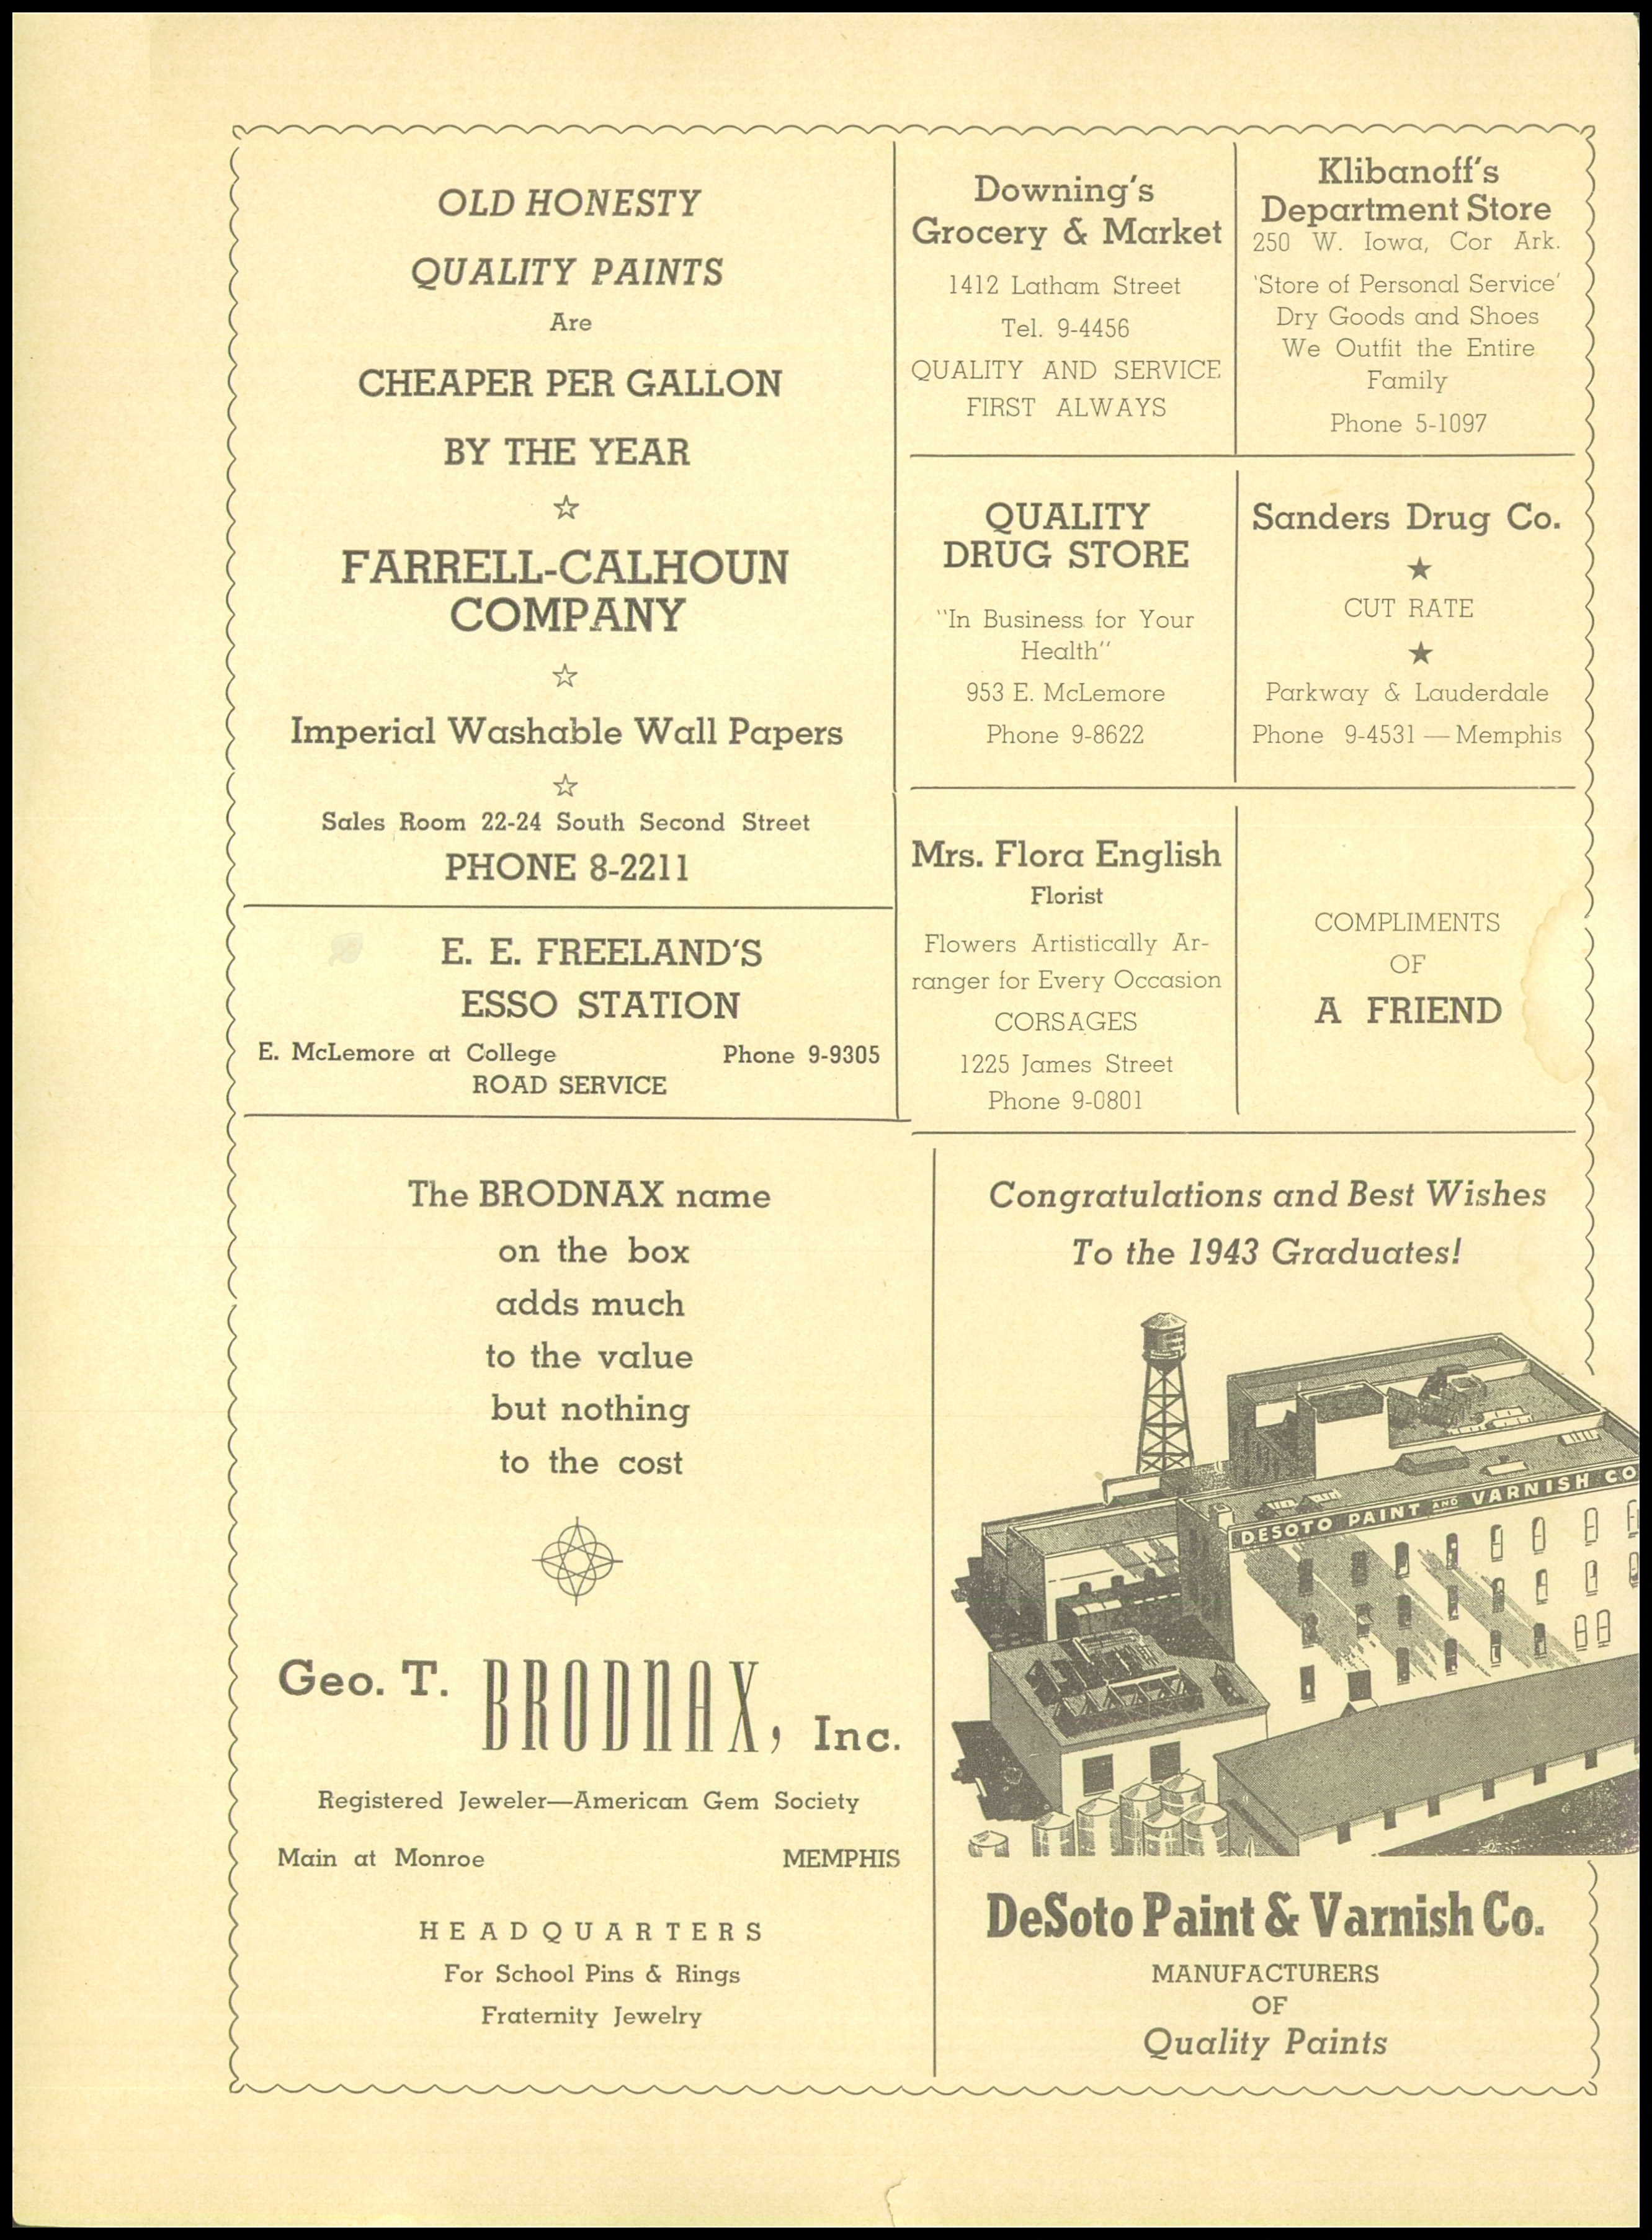 OLD HONESTY
QUALITY PAINTS
Are
CHEAPER PER GALLON
BY THE YEAR
☆
FARRELL-CALHOUN
COMPANY
☆
Imperial Washable Wall Papers
☆
Sales Room 22-24 South Second Street
PHONE 8-2211
E. E. FREELAND'S
ESSO STATION
E. McLemore at College Phone 9-9305
ROAD SERVICE
Downing's
Grocery & Market
1412 Latham Street
Tel. 9-4456
QUALITY AND SERVICE
FIRST ALWAYS
Klibanoff's
Department Store
250 W. Iowa, Cor Ark.
'Store of Personal Service'
Dry Goods and Shoes
We Outfit the Entire
Family
Phone 5-1097
QUALITY
DRUG STORE
"In Business for Your
Health"
953 E. McLemore
Phone 9-8622
Sanders Drug Co.
★
CUT RATE
★
Parkway & Lauderdale
Phone 9-4531 — Memphis
Mrs. Flora English
Florist
Flowers Artistically Ar-
ranger for Every Occasion
CORSAGES
1225 James Street
Phone 9-0801
COMPLIMENTS
OF
A FRIEND
The BRODNAX name
on the box
adds much
to the value
but nothing
to the cost
Geo. T. BRODNAX, Inc.
Registered Jeweler—American Gem Society
Main at Monroe MEMPHIS
HEADQUARTERS
For School Pins & Rings
Fraternity Jewelry
Congratulations and Best Wishes
To the 1943 Graduates!
DESOTO PAINT AND VARNISH CO
DeSoto Paint & Varnish Co.
MANUFACTURERS
OF
Quality Paints